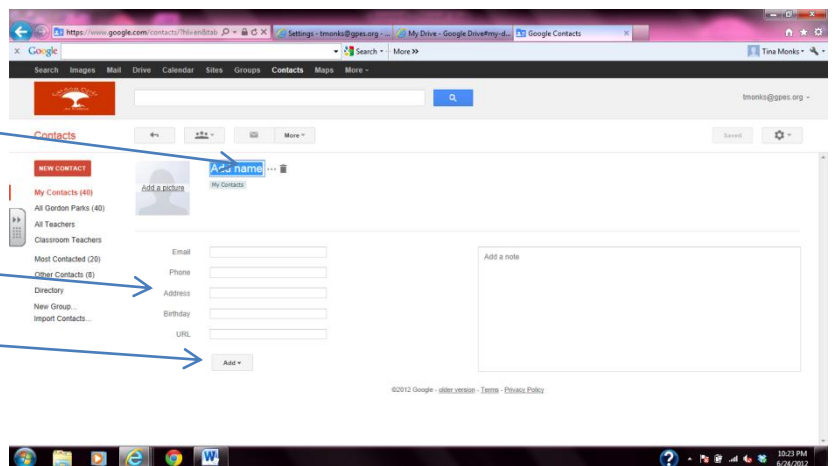 https://www.google.com/contacts/?hl=en&tab
Settings - tmonks@gpes.org - ...
My Drive - Google Drive#my-d...
Google Contacts
x Google
Search
More >>
Tina Monks
Search Images Mail Drive Calendar Sites Groups Contacts Maps More
tmonks@gpes.org
Contacts
More
Saved
NEW CONTACT
Add a picture
Add name
My Contacts
My Contacts (40)
All Gordon Parks (40)
All Teachers
Classroom Teachers
Most Contacted (20)
Other Contacts (8)
Directory
New Group...
Import Contacts...
Email
Phone
Address
Birthday
URL
Add
Add a note
©2012 Google - older version - Terms - Privacy Policy
10:23 PM
6/24/2012